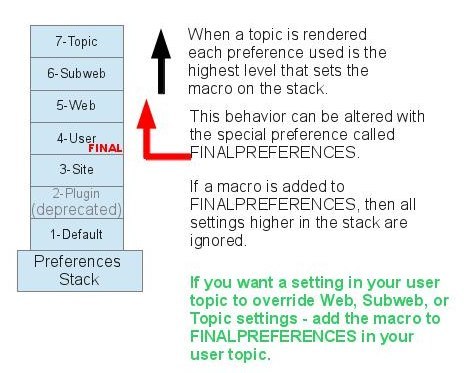 7-Topic
6-Subweb
5-Web
4-User
FINAL
3-Site
2-Plugin
(deprecated)
1-Default
Preferences
Stack
When a topic is rendered
each preference used is the
highest level that sets the
macro on the stack.
This behavior can be altered with
the special preference called
FINALPREFERENCES.
If a macro is added to
FINALPREFERENCES, then all
settings higher in the stack are
ignored.
If you want a setting in your user
topic to override Web, Subweb, or
Topic settings - add the macro to
FINALPREFERENCES in your
user topic.